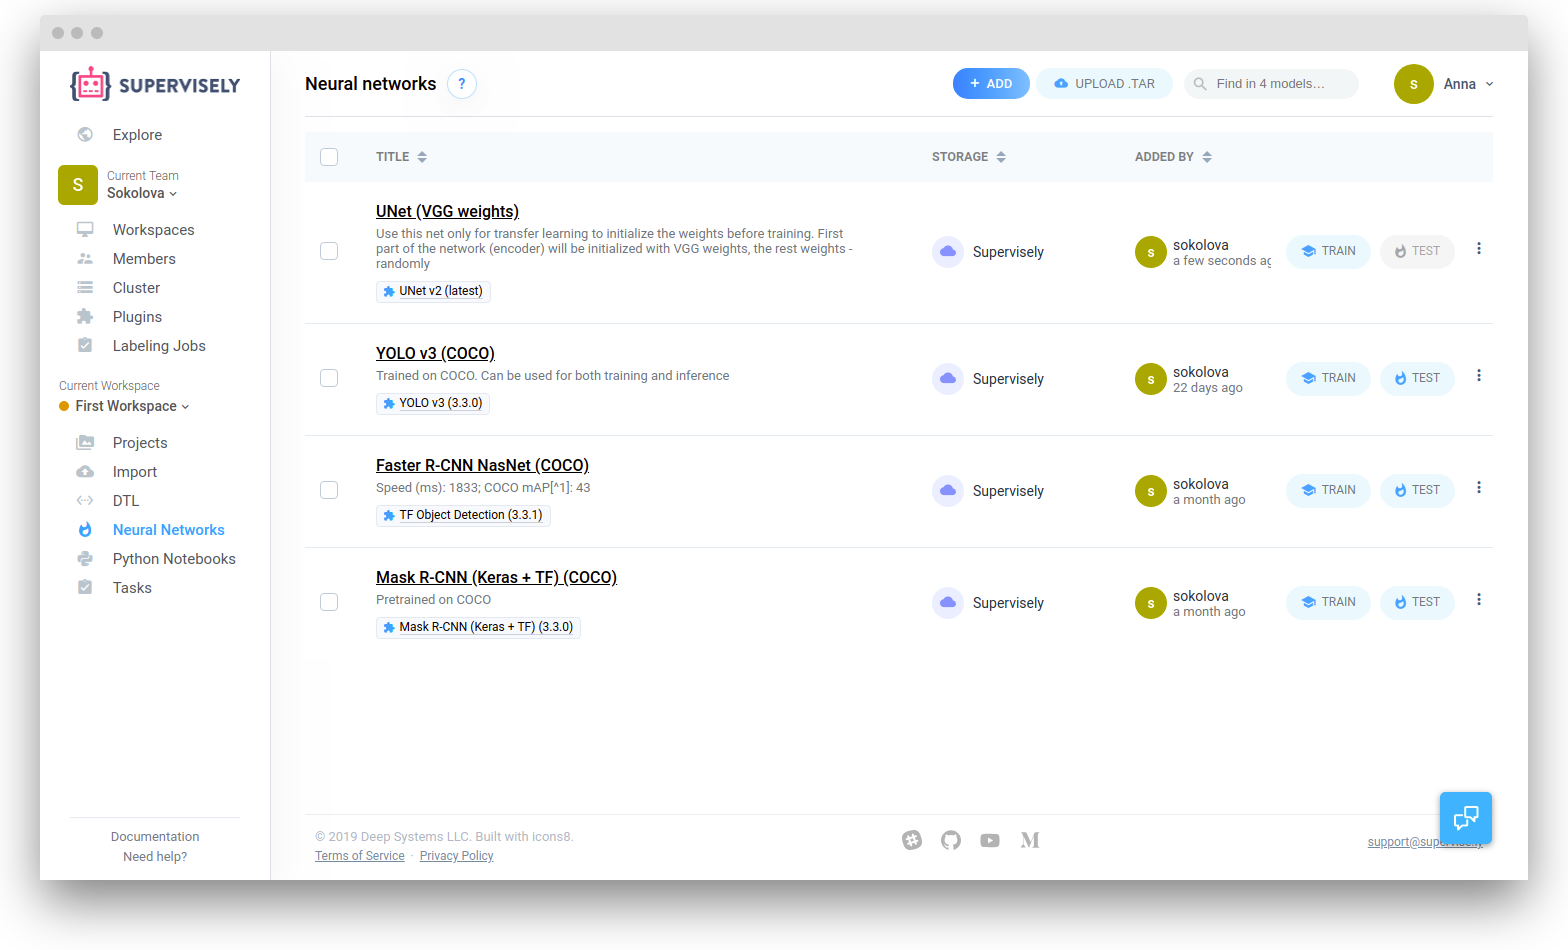 SUPERVISELY
Explore
S
Current Team
Sokolova
Workspaces
Members
Cluster
Plugins
Labeling Jobs
Current Workspace
First Workspace
Projects
Import
DTL
Neural Networks
Python Notebooks
Tasks
Documentation
Need help?
Neural networks ?
+ ADD
UPLOAD .TAR
Find in 4 models...
s Anna
TITLE STORAGE ADDED BY
UNet (VGG weights)
Use this net only for transfer learning to initialize the weights before training. First
part of the network (encoder) will be initialized with VGG weights, the rest weights -
randomly
UNet v2 (latest)
Supervisely
s sokolova
a few seconds ag
TRAIN TEST
YOLO v3 (COCO)
Trained on COCO. Can be used for both training and inference
YOLO v3 (3.3.0)
Supervisely
s sokolova
22 days ago
TRAIN TEST
Faster R-CNN NasNet (COCO)
Speed (ms): 1833; COCO mAP[^1]: 43
TF Object Detection (3.3.1)
Supervisely
s sokolova
a month ago
TRAIN TEST
Mask R-CNN (Keras + TF) (COCO)
Pretrained on COCO
Mask R-CNN (Keras + TF) (3.3.0)
Supervisely
s sokolova
a month ago
TRAIN TEST
© 2019 Deep Systems LLC. Built with icons8.
Terms of Service · Privacy Policy
support@supervise.ly